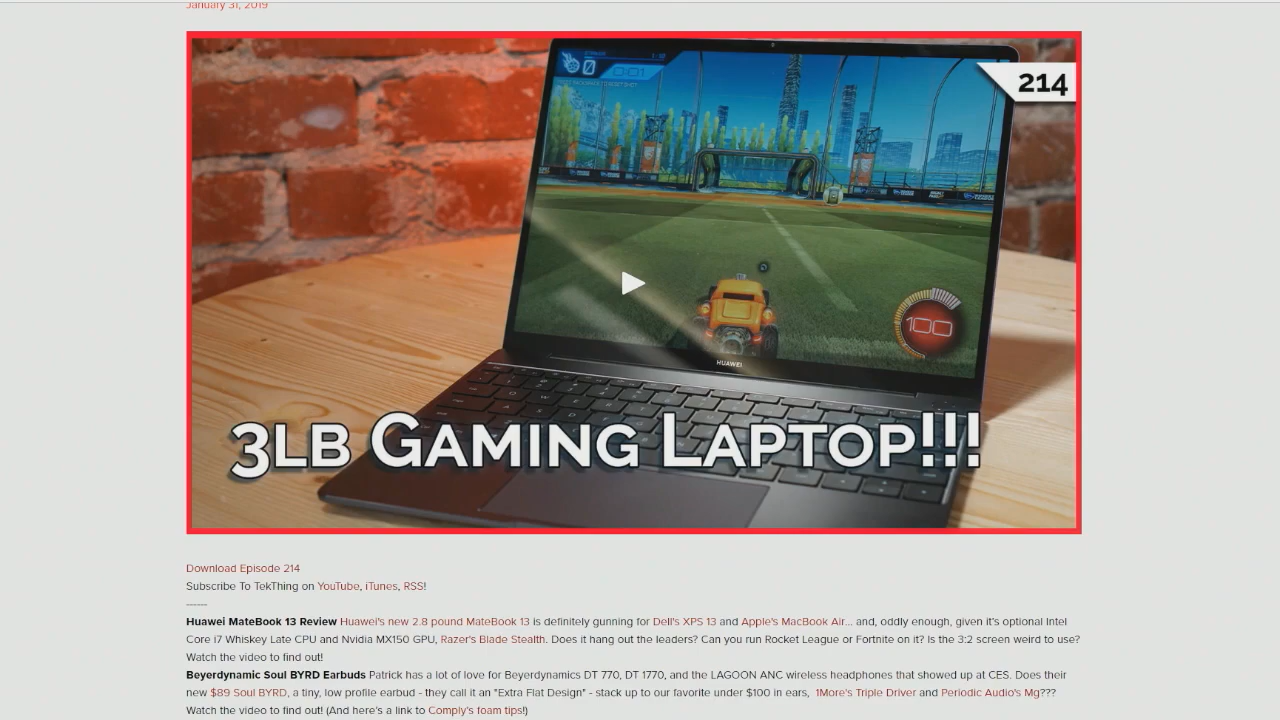 January 31, 2019
214
0
0:01
100
HUAWEI
3LB GAMING LAPTOP!!!
Download Episode 214
Subscribe To TekThing on YouTube, iTunes, RSS!
------
Huawei MateBook 13 Review Huawei's new 2.8 pound MateBook 13 is definitely gunning for Dell's XPS 13 and Apple's MacBook Air... and, oddly enough, given it's optional Intel
Core i7 Whiskey Late CPU and Nvidia MX150 GPU, Razer's Blade Stealth. Does it hang out the leaders? Can you run Rocket League or Fortnite on it? Is the 3:2 screen weird to use?
Watch the video to find out!
Beyerdynamic Soul BYRD Earbuds Patrick has a lot of love for Beyerdynamics DT 770, DT 1770, and the LAGOON ANC wireless headphones that showed up at CES. Does their
new $89 Soul BYRD, a tiny, low profile earbud - they call it an "Extra Flat Design" - stack up to our favorite under $100 in ears, 1More's Triple Driver and Periodic Audio's Mg???
Watch the video to find out! (And here's a link to Comply's foam tips!)